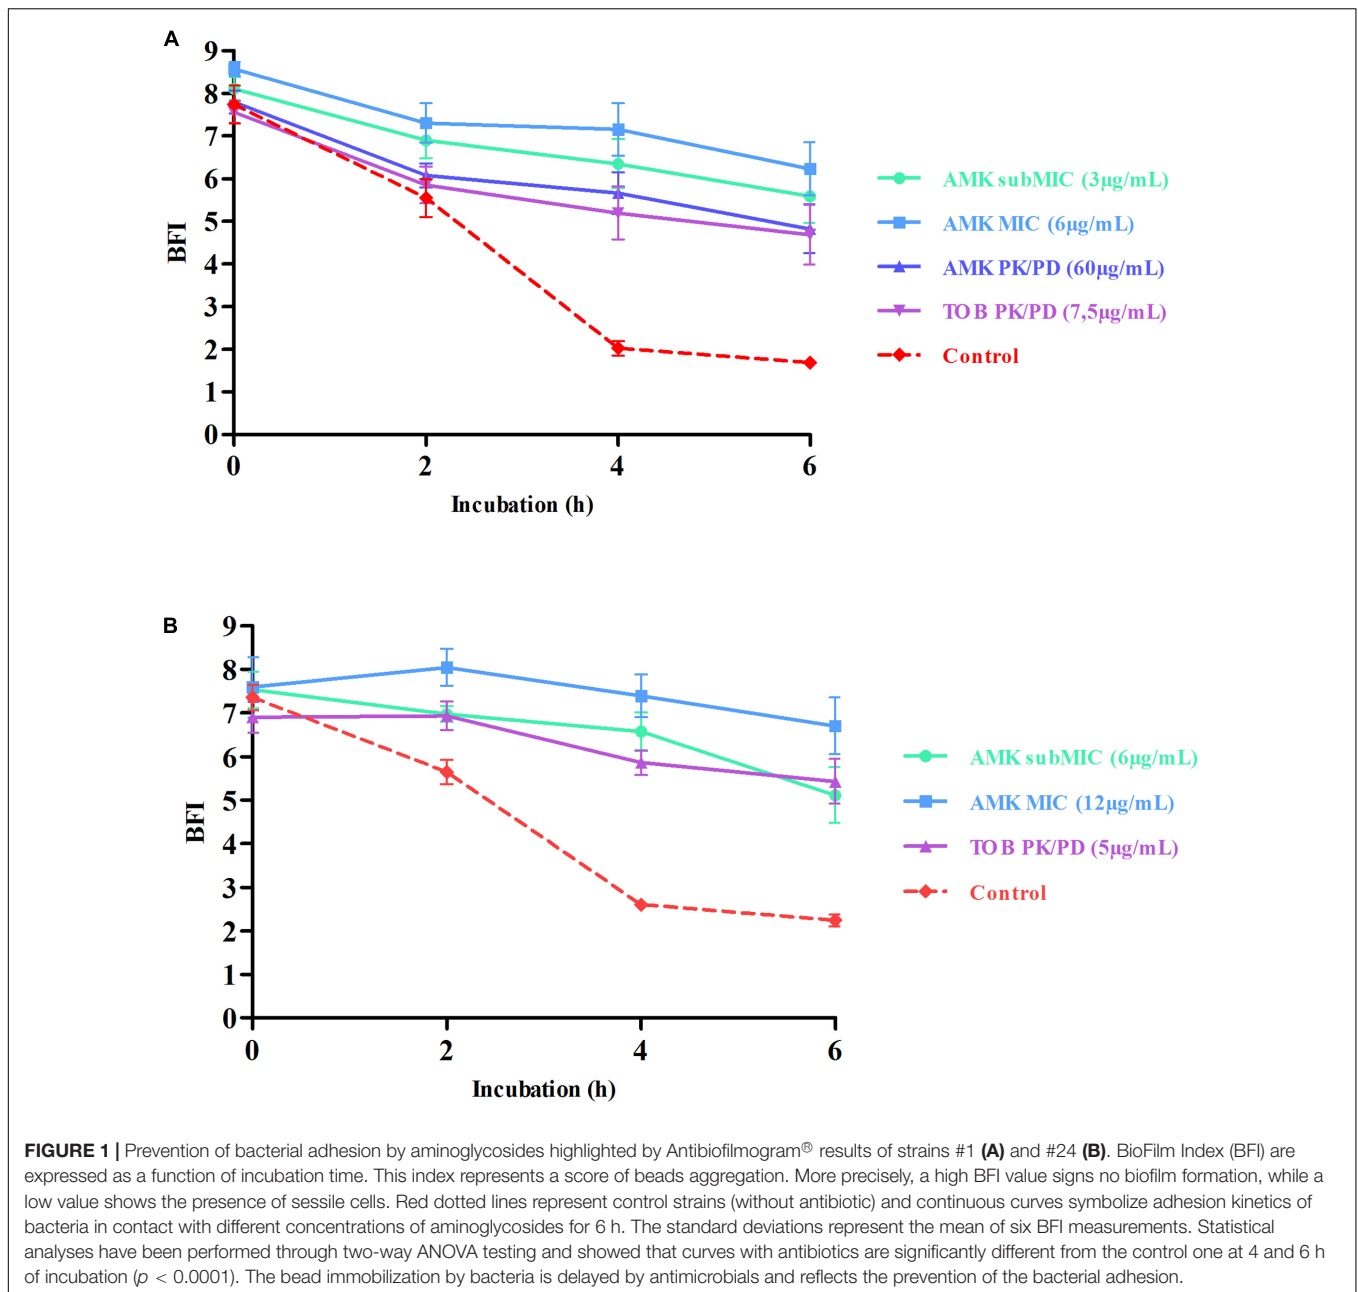 A
9
8
7
6
5
4
3
2
1
0
BFI
0 2 4 6
Incubation (h)
AMK subMIC (3µg/mL)
AMK MIC (6µg/mL)
AMK PK/PD (60µg/mL)
TOB PK/PD (7,5µg/mL)
Control
B
9
8
7
6
5
4
3
2
1
0
BFI
0 2 4 6
Incubation (h)
AMK subMIC (6µg/mL)
AMK MIC (12µg/mL)
TOB PK/PD (5µg/mL)
Control
FIGURE 1 | Prevention of bacterial adhesion by aminoglycosides highlighted by Antibiofilmogram® results of strains #1 (A) and #24 (B). BioFilm Index (BFI) are
expressed as a function of incubation time. This index represents a score of beads aggregation. More precisely, a high BFI value signs no biofilm formation, while a
low value shows the presence of sessile cells. Red dotted lines represent control strains (without antibiotic) and continuous curves symbolize adhesion kinetics of
bacteria in contact with different concentrations of aminoglycosides for 6 h. The standard deviations represent the mean of six BFI measurements. Statistical
analyses have been performed through two-way ANOVA testing and showed that curves with antibiotics are significantly different from the control one at 4 and 6 h
of incubation (p < 0.0001). The bead immobilization by bacteria is delayed by antimicrobials and reflects the prevention of the bacterial adhesion.